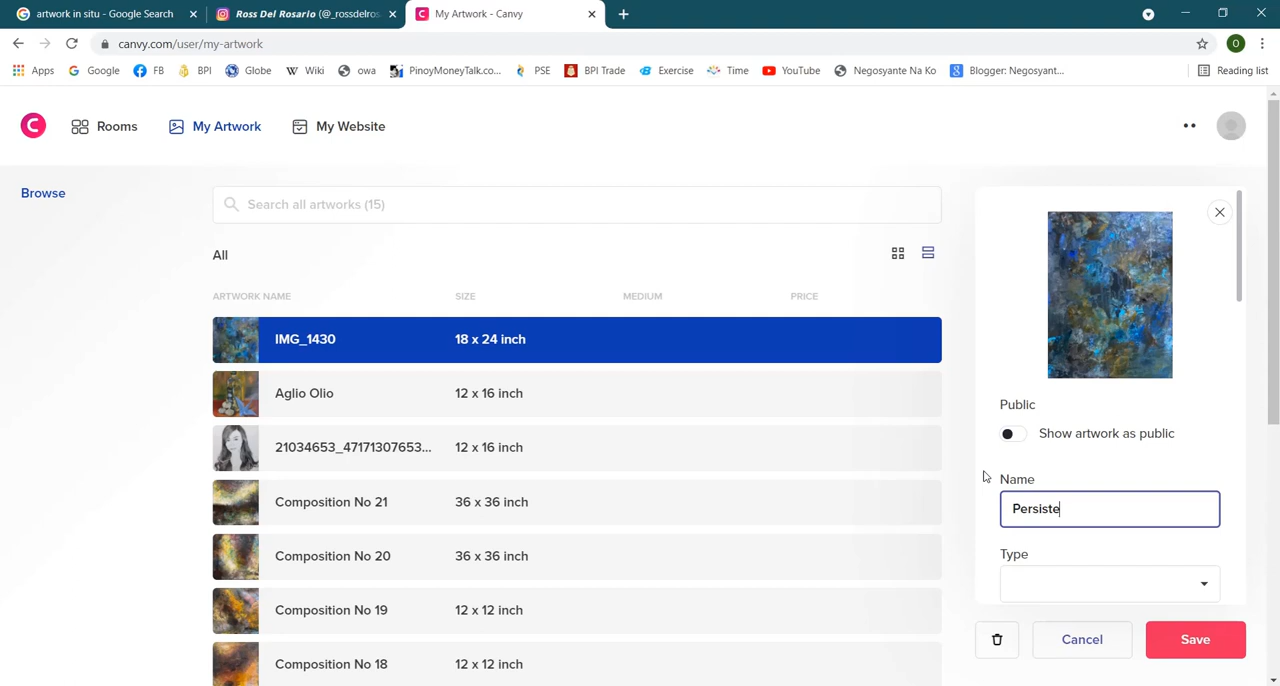 artwork in situ - Google Search
Ross Del Rosario (@_rossdelros
My Artwork - Canvy
canvy.com/user/my-artwork
O
Apps
Google
FB
BPI
Globe
Wiki
owa
PinoyMoneyTalk.co...
PSE
BPI Trade
Exercise
Time
YouTube
Negosyante Na Ko
Blogger: Negosyant...
Reading list
C
Rooms
My Artwork
My Website
Browse
Search all artworks (15)
All
ARTWORK NAME SIZE MEDIUM PRICE
IMG_1430 18 x 24 inch
Aglio Olio 12 x 16 inch
21034653_47171307653... 12 x 16 inch
Composition No 21 36 x 36 inch
Composition No 20 36 x 36 inch
Composition No 19 12 x 12 inch
Composition No 18 12 x 12 inch
Public
Show artwork as public
Name
Persiste
Type
Cancel
Save